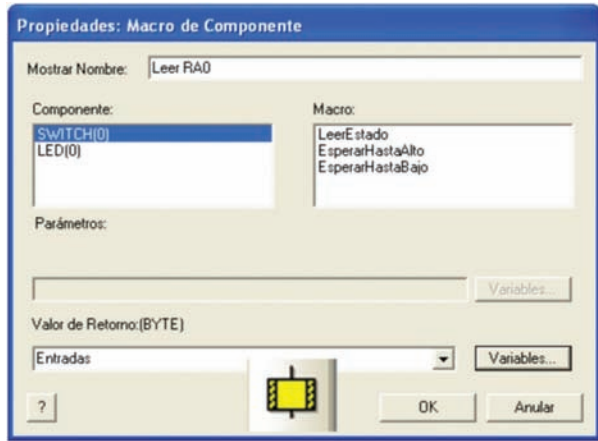 Propiedades: Macro de Componente
Mostrar Nombre: Leer RA0
Componente: Macro:
SWITCH(0) LeerEstado
LED(0) EsperarHastaAlto
EsperarHastaBajo
Parámetros:
Variables...
Valor de Retorno:(BYTE)
Entradas Variables...
? OK Anular